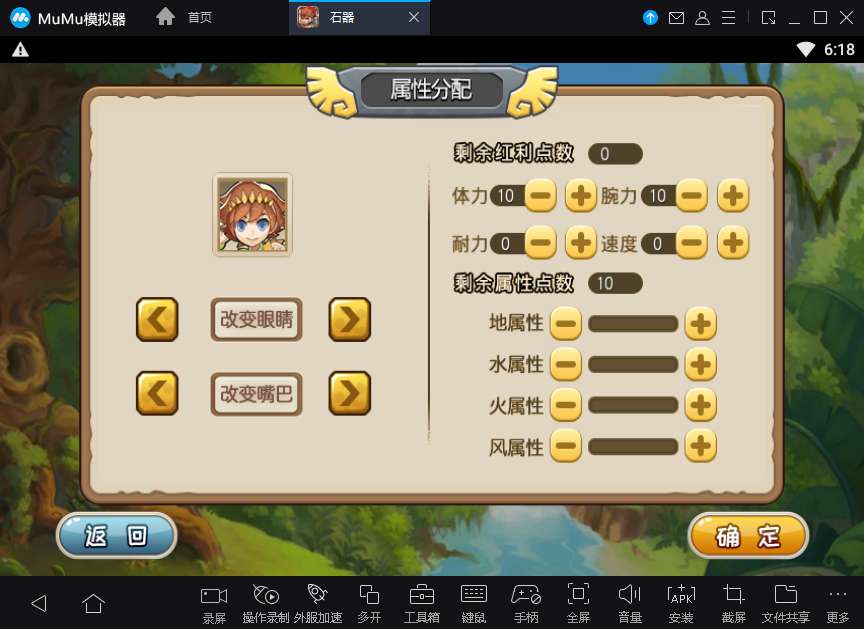 MuMu模拟器
首页
石器
6:18
属性分配
剩余红利点数 0
体力 10 腕力 10
耐力 0 速度 0
剩余属性点数 10
地属性
水属性
火属性
风属性
改变眼睛
改变嘴巴
返回
确定
录屏
操作录制
外服加速
多开
工具箱
键鼠
手柄
全屏
音量
APK
安装
截屏
文件共享
更多